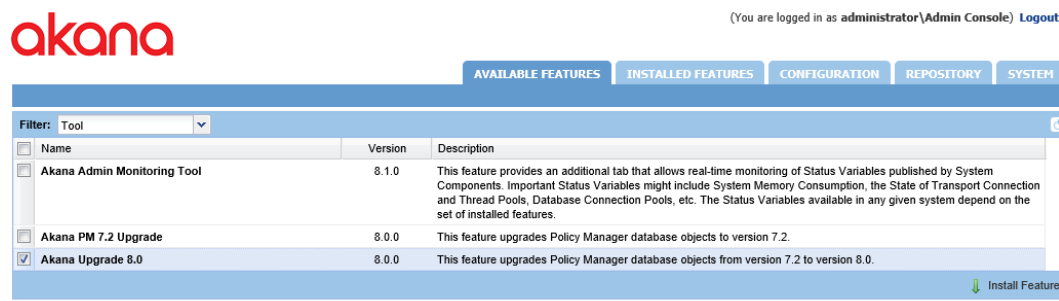 (You are logged in as administrator\Admin Console) Logout
akana
AVAILABLE FEATURES INSTALLED FEATURES CONFIGURATION REPOSITORY SYSTEM
Filter: Tool
Name Version Description
Akana Admin Monitoring Tool 8.1.0 This feature provides an additional tab that allows real-time monitoring of Status Variables published by System
Components. Important Status Variables might include System Memory Consumption, the State of Transport Connection
and Thread Pools, Database Connection Pools, etc. The Status Variables available in any given system depend on the
set of installed features.
Akana PM 7.2 Upgrade 8.0.0 This feature upgrades Policy Manager database objects to version 7.2.
Akana Upgrade 8.0 8.0.0 This feature upgrades Policy Manager database objects from version 7.2 to version 8.0.
Install Feature